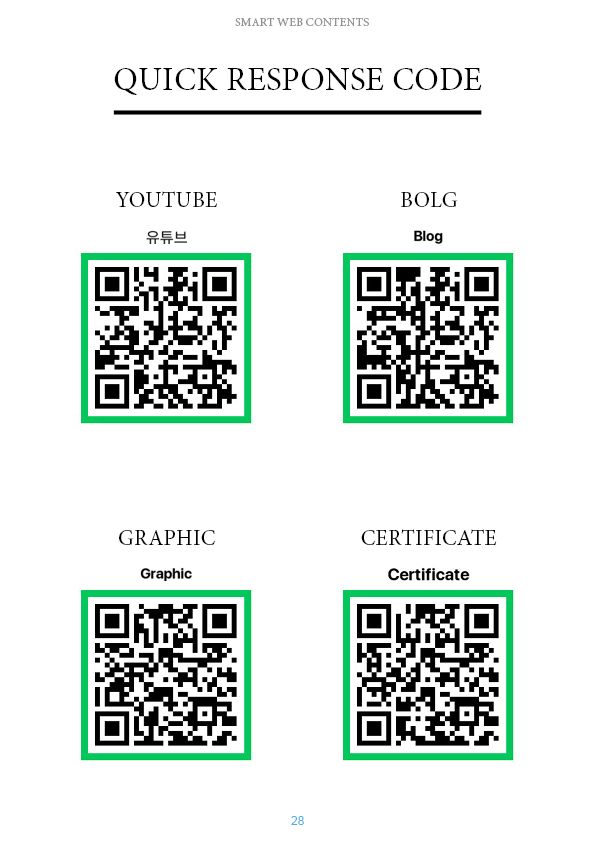 SMART WEB CONTENTS
QUICK RESPONSE CODE
YOUTUBE
유튜브
BOLG
Blog
GRAPHIC
Graphic
CERTIFICATE
Certificate
28